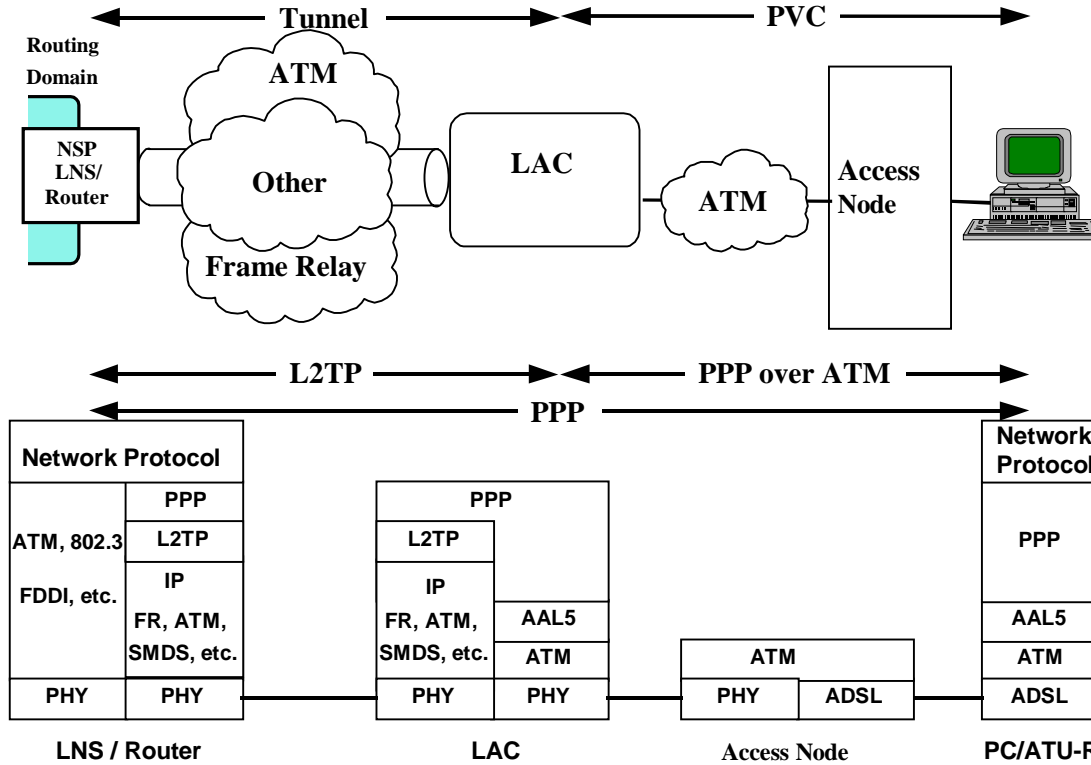 Tunnel
PVC
Routing
Domain
ATM
NSP
LNS/
Router
Other
LAC
ATM
Access
Node
Frame Relay
L2TP
PPP over ATM
PPP
Network Protocol
PPP
ATM, 802.3
L2TP
FDDI, etc.
IP
FR, ATM,
SMDS, etc.
PHY
PHY
PPP
L2TP
IP
FR, ATM,
SMDS, etc.
AAL5
ATM
PHY
PHY
ATM
PHY
ADSL
Network
Protocol
PPP
AAL5
ATM
ADSL
LNS / Router
LAC
Access Node
PC/ATU-R